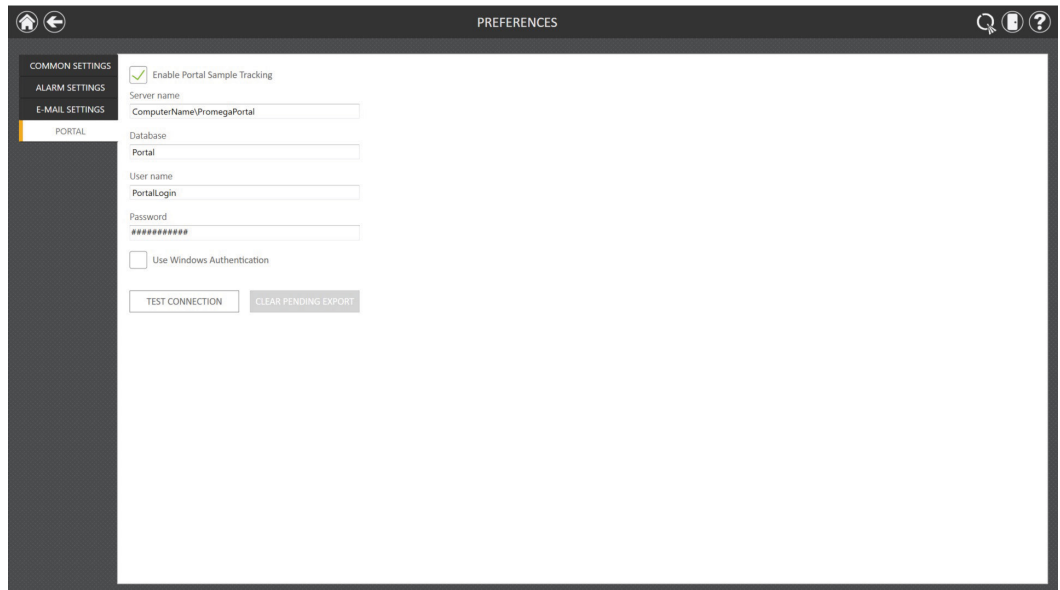 PREFERENCES
COMMON SETTINGS
ALARM SETTINGS
E-MAIL SETTINGS
PORTAL
Enable Portal Sample Tracking
Server name
ComputerName\PromegaPortal
Database
Portal
User name
PortalLogin
Password
###########
Use Windows Authentication
TEST CONNECTION
CLEAR PENDING EXPORT